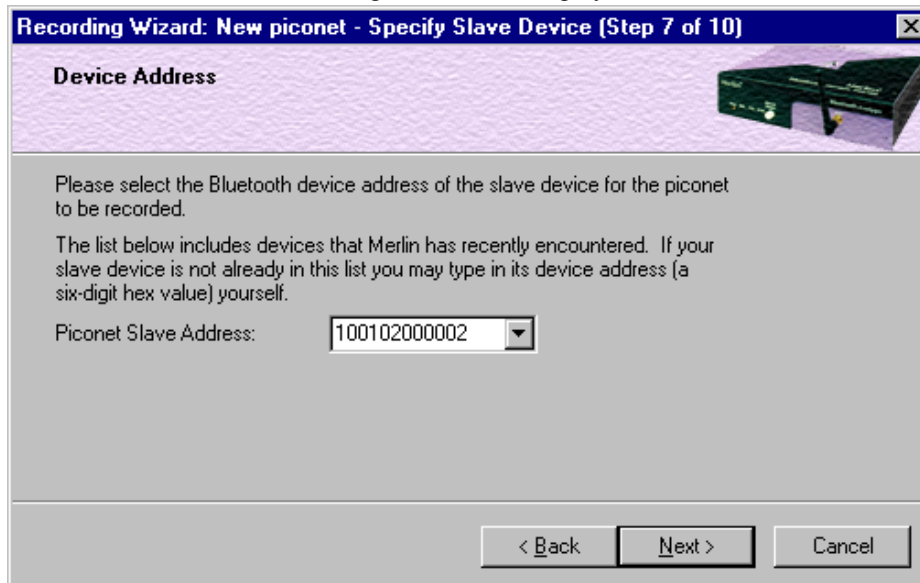 Recording Wizard: New piconet - Specify Slave Device (Step 7 of 10)
Device Address
Please select the Bluetooth device address of the slave device for the piconet
to be recorded.
The list below includes devices that Merlin has recently encountered. If your
slave device is not already in this list you may type in its device address (a
six-digit hex value) yourself.
Piconet Slave Address: 100102000002
< Back Next > Cancel